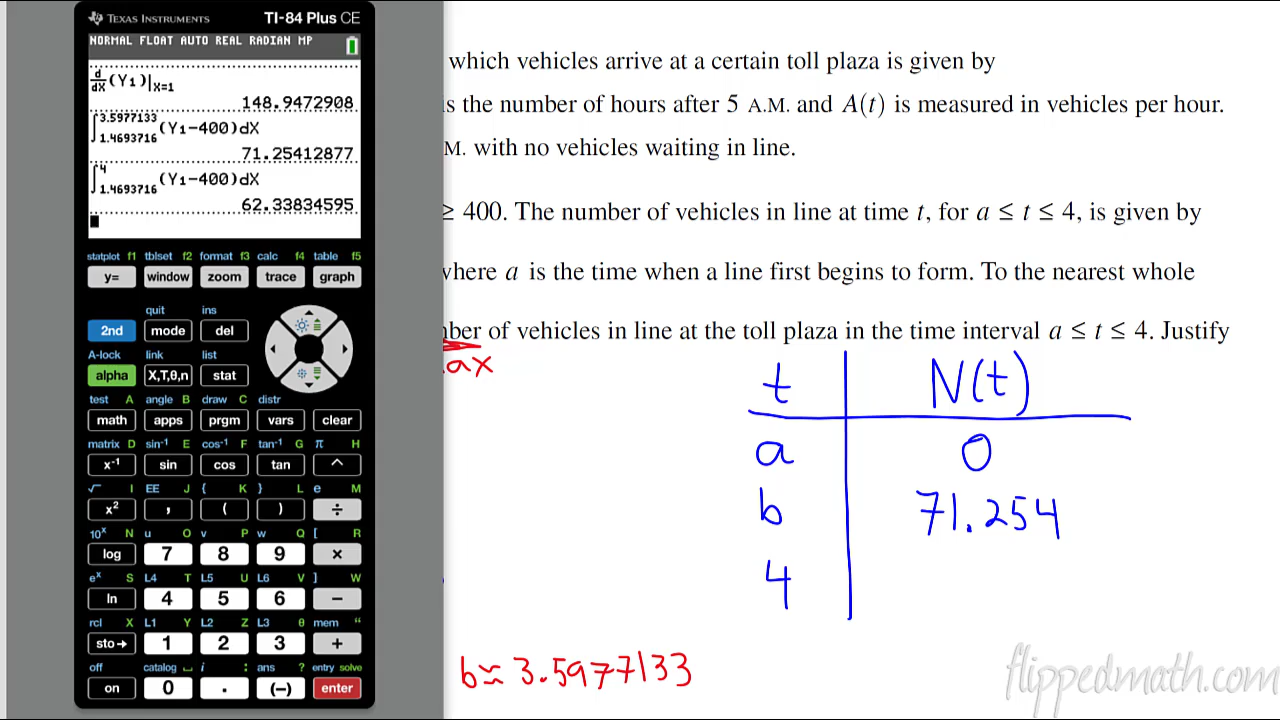 TEXAS INSTRUMENTS TI-84 Plus CE
NORMAL FLOAT AUTO REAL RADIAN MP
d/dX (Y₁)|X=1
148.9472908
∫ 3.5977133 1.4693716 (Y₁-400)dX
71.25412877
∫ 4 1.4693716 (Y₁-400)dX
62.33834595
statplot f1 tblset f2 format f3 calc f4 table f5
y= window zoom trace graph
quit ins
2nd mode del
A-lock link list
alpha X,T,θ,n stat
test A angle B draw C distr
math apps prgm vars clear
matrix D sin⁻¹ E cos⁻¹ F tan⁻¹ G π H
x⁻¹ sin cos tan ^
√ I EE J { K } L e M
x² , ( ) ÷
10ˣ N u O v P w Q [ R
log 7 8 9 ×
eˣ S L4 T L5 U L6 V ] W
ln 4 5 6 −
rcl X L1 Y L2 Z L3 θ mem "
sto→ 1 2 3 +
off catalog i : ans ? entry solve
on 0 . (−) enter
which vehicles arrive at a certain toll plaza is given by
is the number of hours after 5 A.M. and A(t) is measured in vehicles per hour.
M. with no vehicles waiting in line.
≥ 400. The number of vehicles in line at time t, for a ≤ t ≤ 4, is given by
where a is the time when a line first begins to form. To the nearest whole
nber of vehicles in line at the toll plaza in the time interval a ≤ t ≤ 4. Justify
ax
t N(t)
a 0
b 71.254
4
b≈ 3.5977133
flippedmath.com